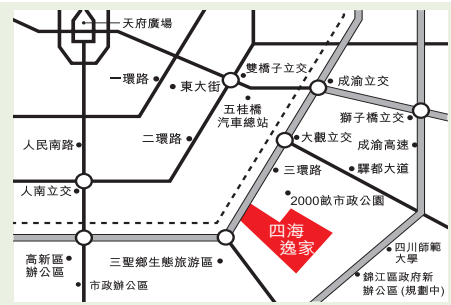 天府廣場
雙橋子立交
一環路
東大街
成渝立交
五桂橋
汽車總站
獅子橋立交
二環路
大觀立交
人民南路
成渝高速
三環路
驛都大道
人南立交
2000畝市政公園
四海
逸家
四川師範
大學
高新區
辦公區
三聖鄉生態旅游區
錦江區政府新
辦公區(規劃中)
市政辦公區